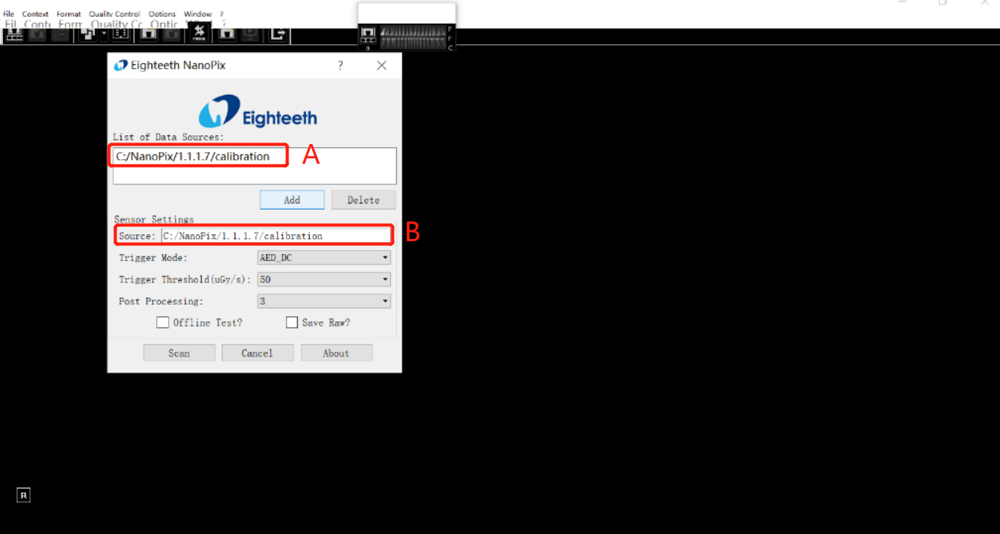 File Context Format Quality Control Options Window ?
Fil Conte Form Quality Co Optic ?
Eighteeth NanoPix ?
Eighteeth
List of Data Sources:
C:/NanoPix/1.1.1.7/calibration A
Add Delete
Sensor Settings
Source: C:/NanoPix/1.1.1.7/calibration B
Trigger Mode: AED_DC
Trigger Threshold(uGy/s): 50
Post Processing: 3
Offline Test? Save Raw?
Scan Cancel About
R